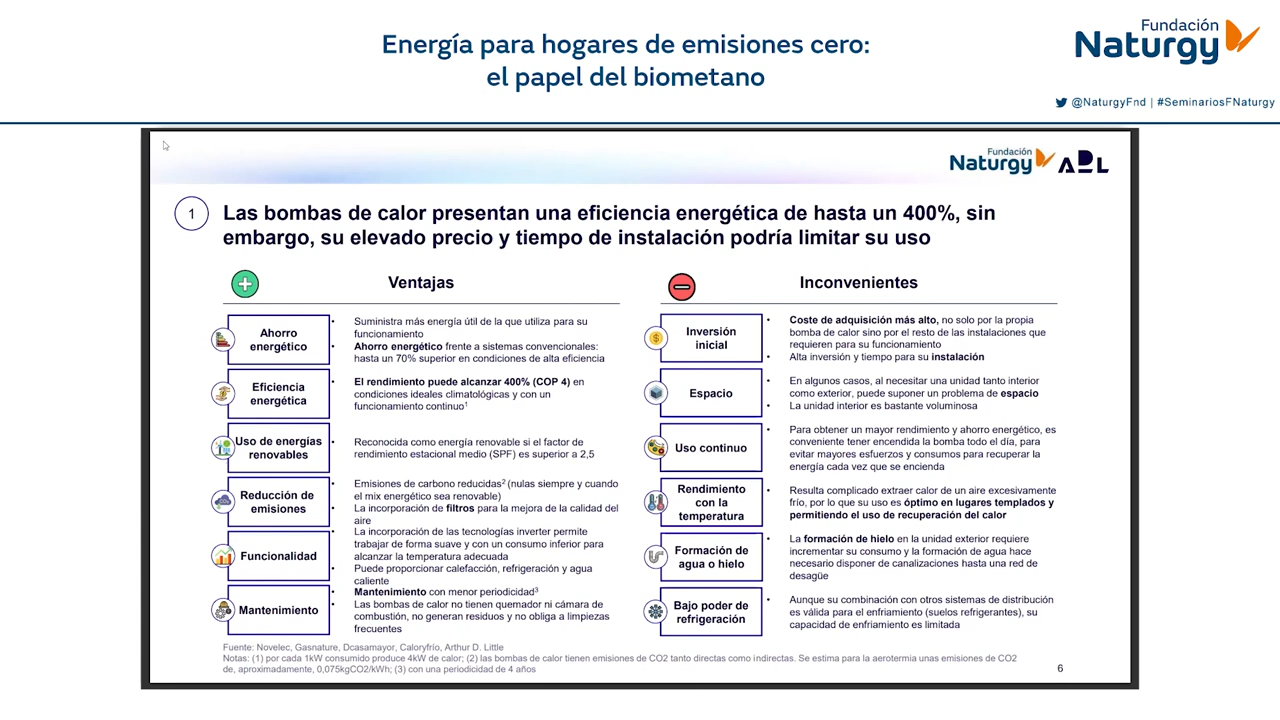 Energía para hogares de emisiones cero:
el papel del biometano
Fundación
Naturgy
@NaturgyFnd | #SeminariosFNaturgy
Fundación
Naturgy
ADL
1
Las bombas de calor presentan una eficiencia energética de hasta un 400%, sin
embargo, su elevado precio y tiempo de instalación podría limitar su uso
Ventajas
Ahorro
energético
• Suministra más energía útil de la que utiliza para su
funcionamiento
• Ahorro energético frente a sistemas convencionales:
hasta un 70% superior en condiciones de alta eficiencia
Eficiencia
energética
• El rendimiento puede alcanzar 400% (COP 4) en
condiciones ideales climatológicas y con un
funcionamiento continuo¹
Uso de energías
renovables
• Reconocida como energía renovable si el factor de
rendimiento estacional medio (SPF) es superior a 2,5
Reducción de
emisiones
• Emisiones de carbono reducidas² (nulas siempre y cuando
el mix energético sea renovable)
• La incorporación de filtros para la mejora de la calidad del
aire
Funcionalidad
• La incorporación de las tecnologías inverter permite
trabajar de forma suave y con un consumo inferior para
alcanzar la temperatura adecuada
• Puede proporcionar calefacción, refrigeración y agua
caliente
Mantenimiento
• Mantenimiento con menor periodicidad³
• Las bombas de calor no tienen quemador ni cámara de
combustión, no generan residuos y no obliga a limpiezas
frecuentes
Inconvenientes
Inversión
inicial
• Coste de adquisición más alto, no solo por la propia
bomba de calor sino por el resto de las instalaciones que
requieren para su funcionamiento
• Alta inversión y tiempo para su instalación
Espacio
• En algunos casos, al necesitar una unidad tanto interior
como exterior, puede suponer un problema de espacio
• La unidad interior es bastante voluminosa
Uso continuo
• Para obtener un mayor rendimiento y ahorro energético, es
conveniente tener encendida la bomba todo el día, para
evitar mayores esfuerzos y consumos para recuperar la
energía cada vez que se encienda
Rendimiento
con la
temperatura
• Resulta complicado extraer calor de un aire excesivamente
frío, por lo que su uso es óptimo en lugares templados y
permitiendo el uso de recuperación del calor
Formación de
agua o hielo
• La formación de hielo en la unidad exterior requiere
incrementar su consumo y la formación de agua hace
necesario disponer de canalizaciones hasta una red de
desagüe
Bajo poder de
refrigeración
• Aunque su combinación con otros sistemas de distribución
es válida para el enfriamiento (suelos refrigerantes), su
capacidad de enfriamiento es limitada
Fuente: Novelec, Gasnature, Dcasamayor, Caloryfrío, Arthur D. Little
Notas: (1) por cada 1kW consumido produce 4kW de calor; (2) las bombas de calor tienen emisiones de CO2 tanto directas como indirectas. Se estima para la aerotermia unas emisiones de CO2
de, aproximadamente, 0,075kgCO2/kWh; (3) con una periodicidad de 4 años
6